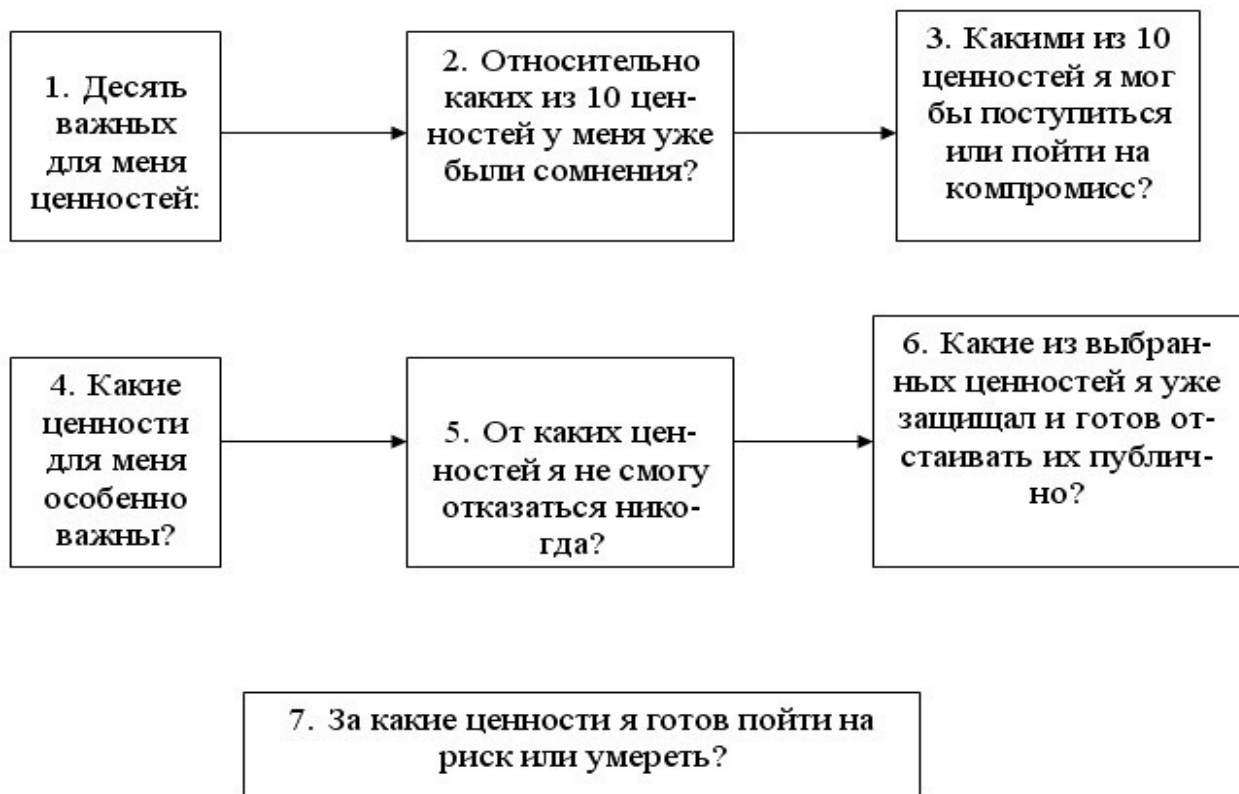 1. Десять
важных
для меня
ценностей:
2. Относительно
каких из 10 цен-
ностей у меня уже
были сомнения?
3. Какими из 10
ценностей я мог
бы поступиться
или пойти на
компромисс?
4. Какие
ценности
для меня
особенно
важны?
5. От каких цен-
ностей я не смогу
отказаться нико-
гда?
6. Какие из выбран-
ных ценностей я уже
защищал и готов от-
стаивать их публич-
но?
7. За какие ценности я готов пойти на
риск или умереть?